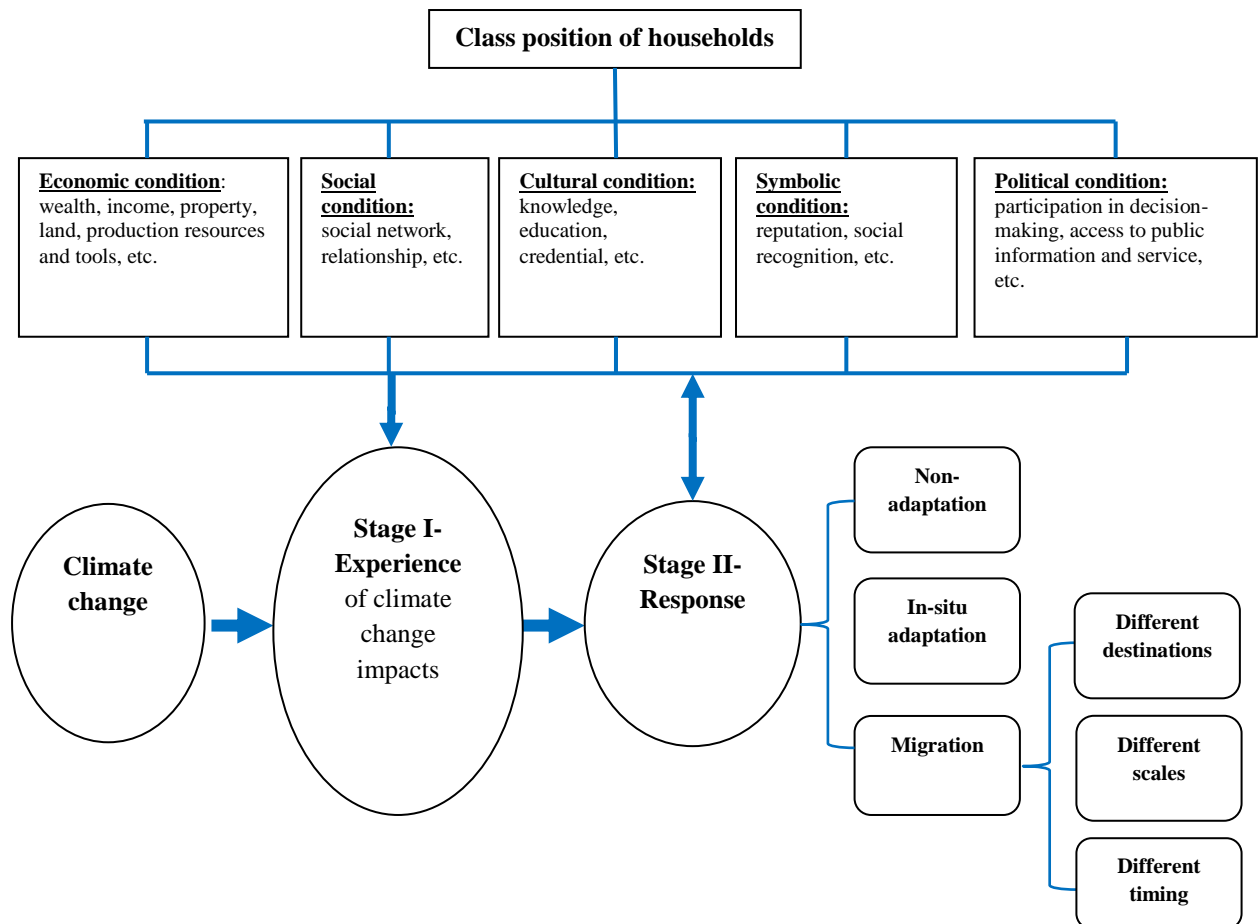 Class position of households
Economic condition:
wealth, income, property,
land, production resources
and tools, etc.
Social
condition:
social network,
relationship, etc.
Cultural condition:
knowledge,
education,
credential, etc.
Symbolic
condition:
reputation, social
recognition, etc.
Political condition:
participation in decision-
making, access to public
information and service,
etc.
Climate
change
Stage I-
Experience
of climate
change
impacts
Stage II-
Response
Non-
adaptation
In-situ
adaptation
Migration
Different
destinations
Different
scales
Different
timing